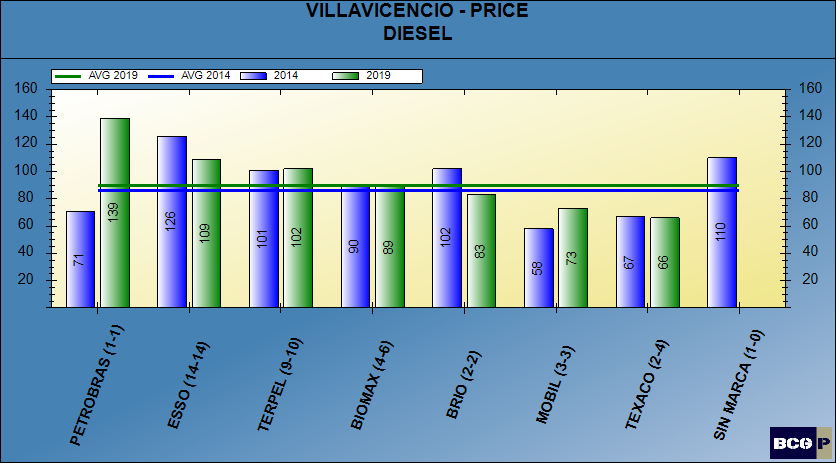 VILLAVICENCIO - PRICE
DIESEL
AVG 2019 AVG 2014 2014 2019
160 160
140 140
120 120
100 100
80 80
60 60
40 40
20 20
71 139 126 109 101 102 90 89 102 83 58 73 67 66 110
PETROBRAS (1-1) ESSO (14-14) TERPEL (9-10) BIOMAX (4-6) BRIO (2-2) MOBIL (3-3) TEXACO (2-4) SIN MARCA (1-0)
BCG P